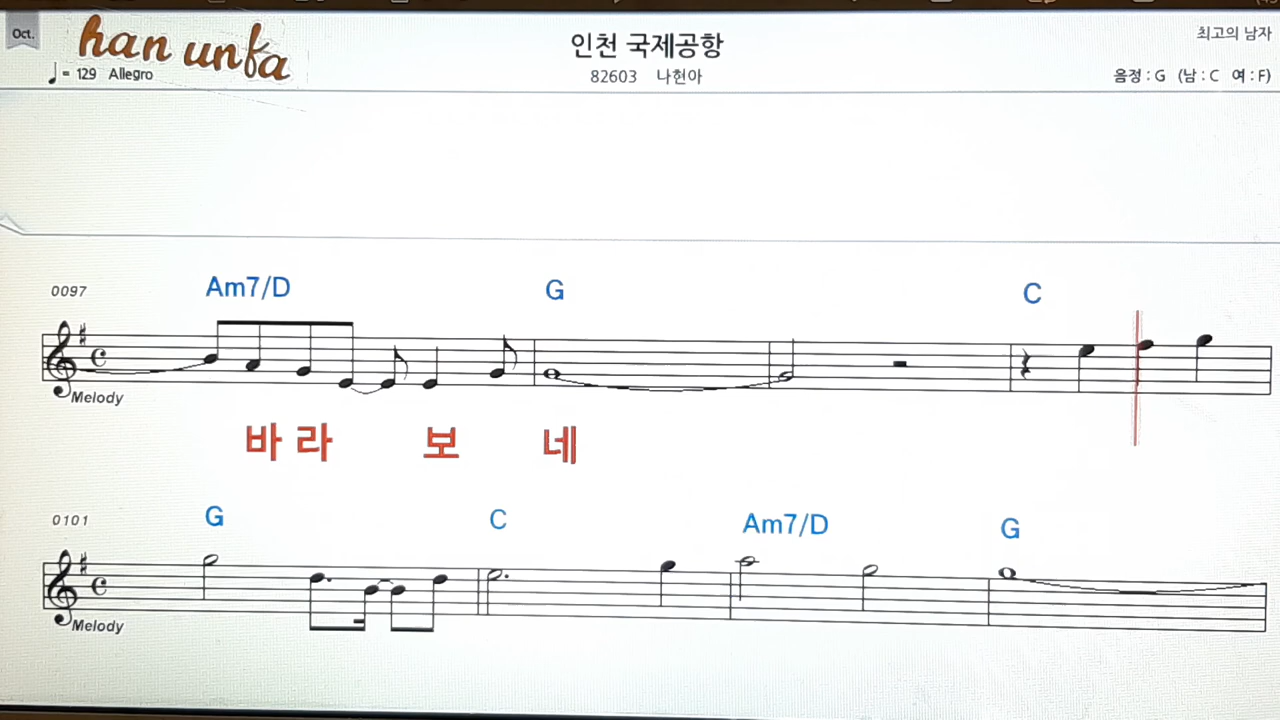 Oct.
han unfa
= 129 Allegro
인천 국제공항
82603 나현아
최고의 남자
음정 : G (남 : C 여 : F)
0097
Am7/D
G
C
Melody
바 라 보 네
0101
G
C
Am7/D
G
Melody